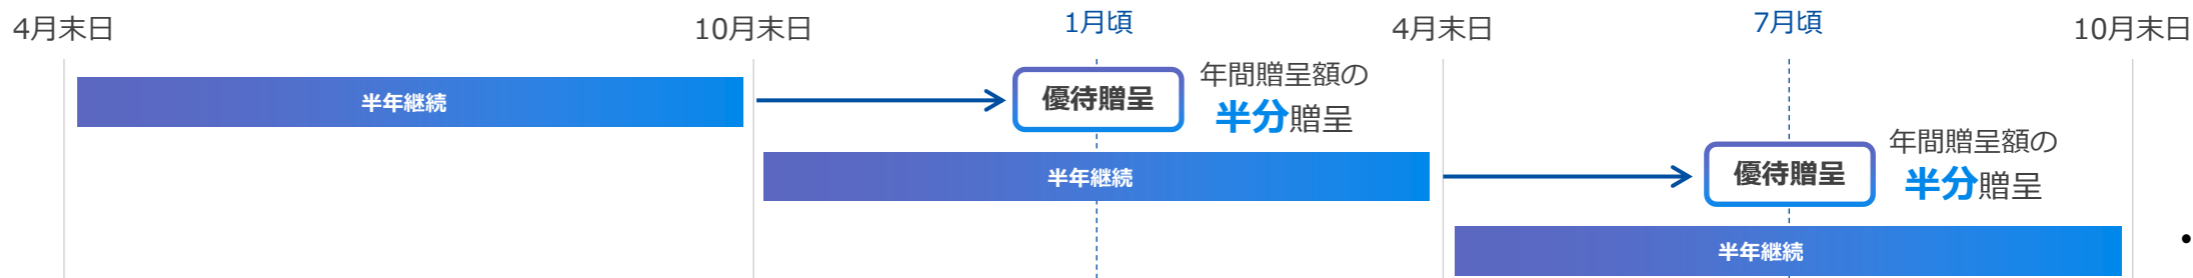 4月末日
10月末日
1月頃
4月末日
7月頃
10月末日
半年継続
優待贈呈
年間贈呈額の
半分贈呈
半年継続
優待贈呈
年間贈呈額の
半分贈呈
半年継続
•